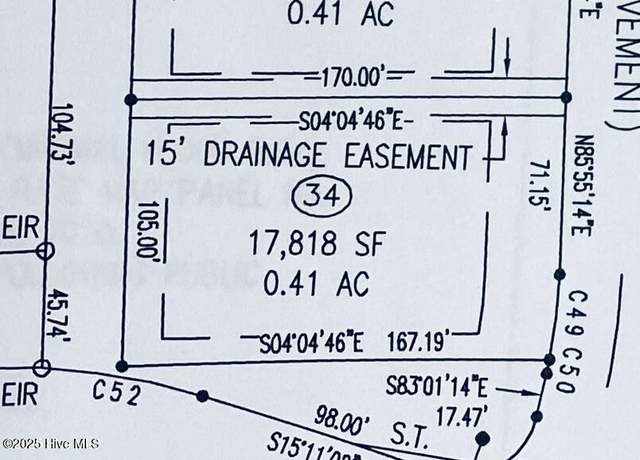 0.41 AC
170.00'
S04°04'46"E
15' DRAINAGE EASEMENT
34
17,818 SF
0.41 AC
S04°04'46"E 167.19'
105.00'
104.73'
45.74'
EIR
EIR
71.15'
N85°55'14"E
"E
VEMENT)
C49
C50
C52
S83°01'14"E
17.47'
98.00'
S.T.
©2025 Hive MLS